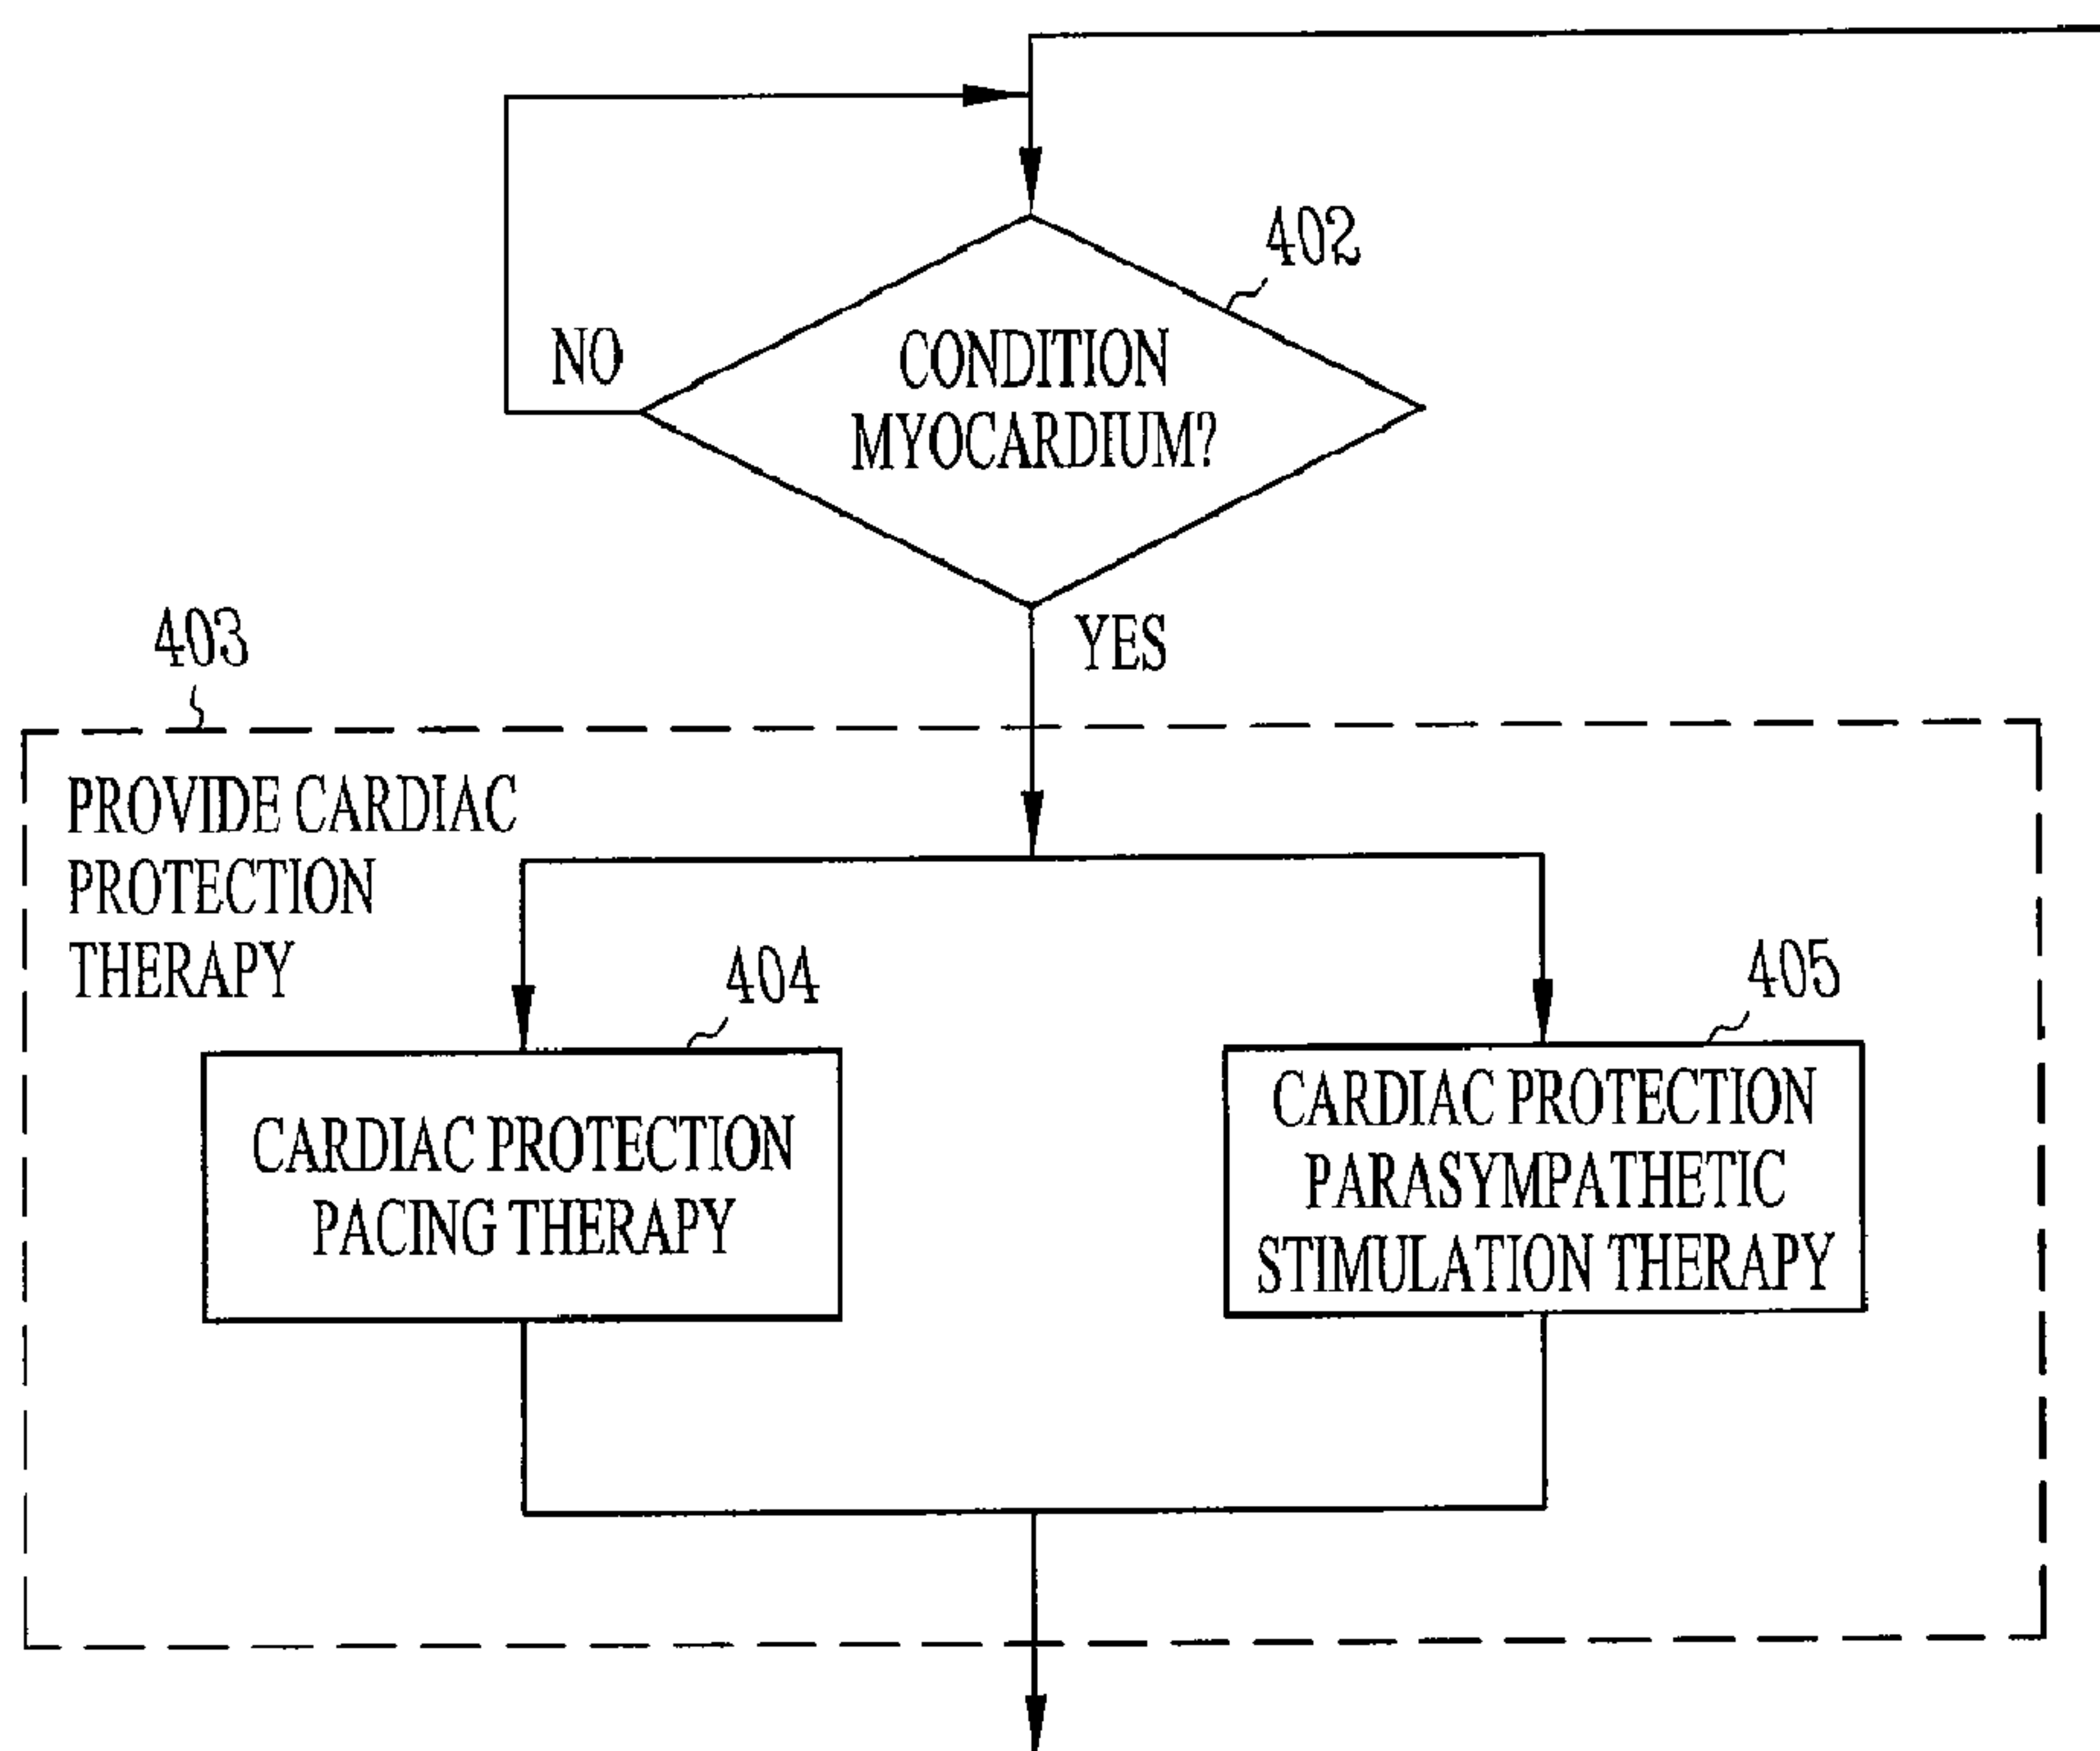 402
CONDITION
MYOCARDIUM?
NO
YES
403
PROVIDE CARDIAC
PROTECTION
THERAPY
404
CARDIAC PROTECTION
PACING THERAPY
405
CARDIAC PROTECTION
PARASYMPATHETIC
STIMULATION THERAPY